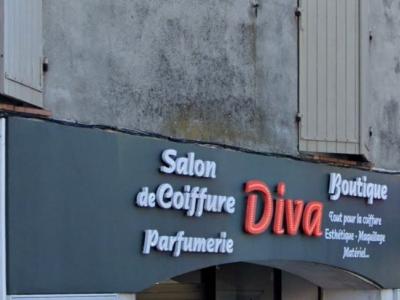 Salon
de Coiffure
Parfumerie
Diva
Boutique
Tout pour la coiffure
Esthétique - Maquillage
Matériel...